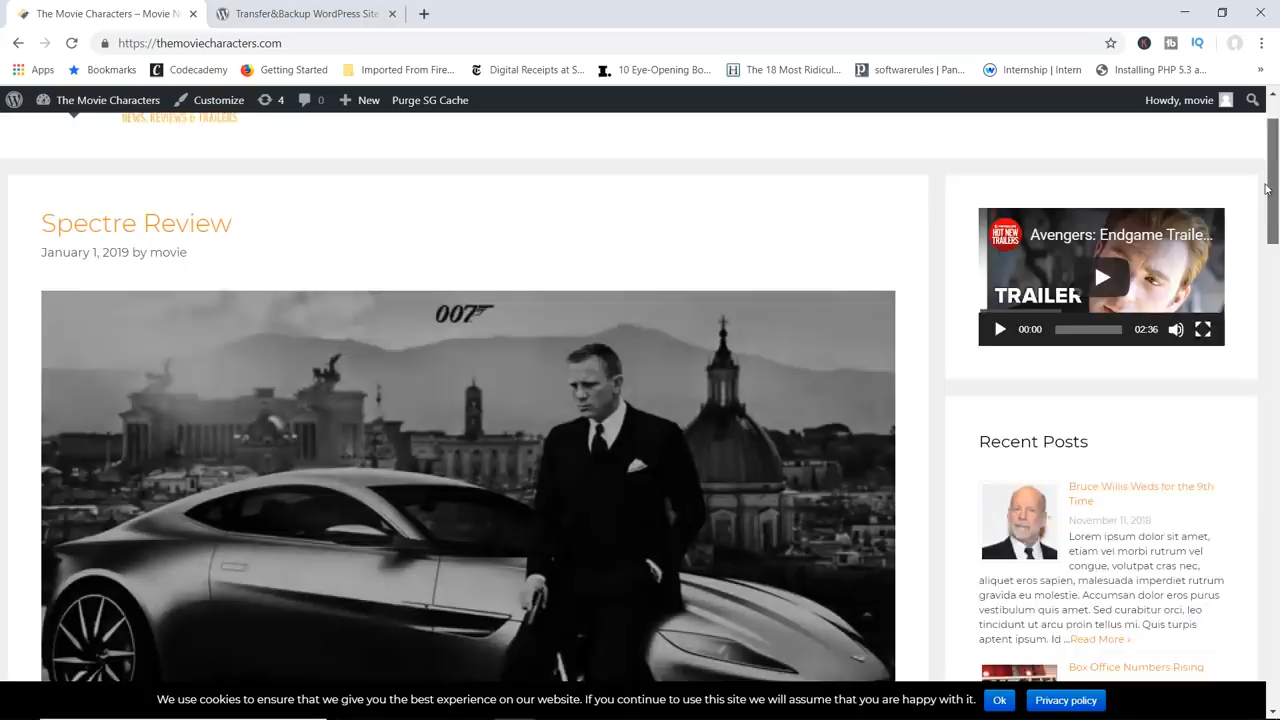 The Movie Characters – Movie N
Transfer&Backup WordPress Site
https://themoviecharacters.com
Apps
Bookmarks
Codecademy
Getting Started
Imported From Fire...
Digital Receipts at S...
10 Eye-Opening Bo...
The 18 Most Ridicul...
softwarerules | Pan...
Internship | Intern
Installing PHP 5.3 a...
»
The Movie Characters
Customize
4
0
New
Purge SG Cache
Howdy, movie
NEWS, REVIEWS & TRAILERS
Spectre Review
January 1, 2019 by movie
007
HOT NEW TRAILERS
Avengers: Endgame Traile...
TRAILER
00:00
02:36
Recent Posts
Bruce Willis Weds for the 9th
Time
November 11, 2018
Lorem ipsum dolor sit amet,
etiam vel morbi rutrum vel
congue, volutpat cras nec,
aliquet eros sapien, malesuada imperdiet rutrum
gravida eu molestie. Accumsan dolor eros purus
vestibulum quis amet. Sed curabitur orci, leo
tincidunt ut arcu proin tellus mi. Quis turpis
aptent ipsum. Id ...Read More »
Box Office Numbers Rising
We use cookies to ensure that we give you the best experience on our website. If you continue to use this site we will assume that you are happy with it.
Ok
Privacy policy